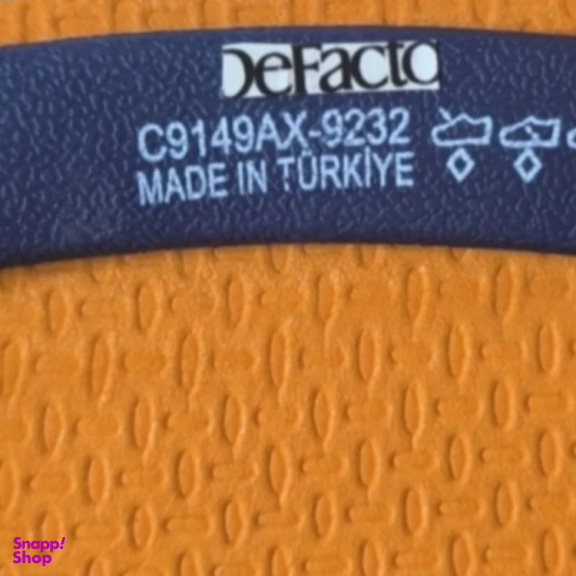 DeFacto
C9149AX-9232
MADE IN TÜRKİYE
Snapp!
Shop